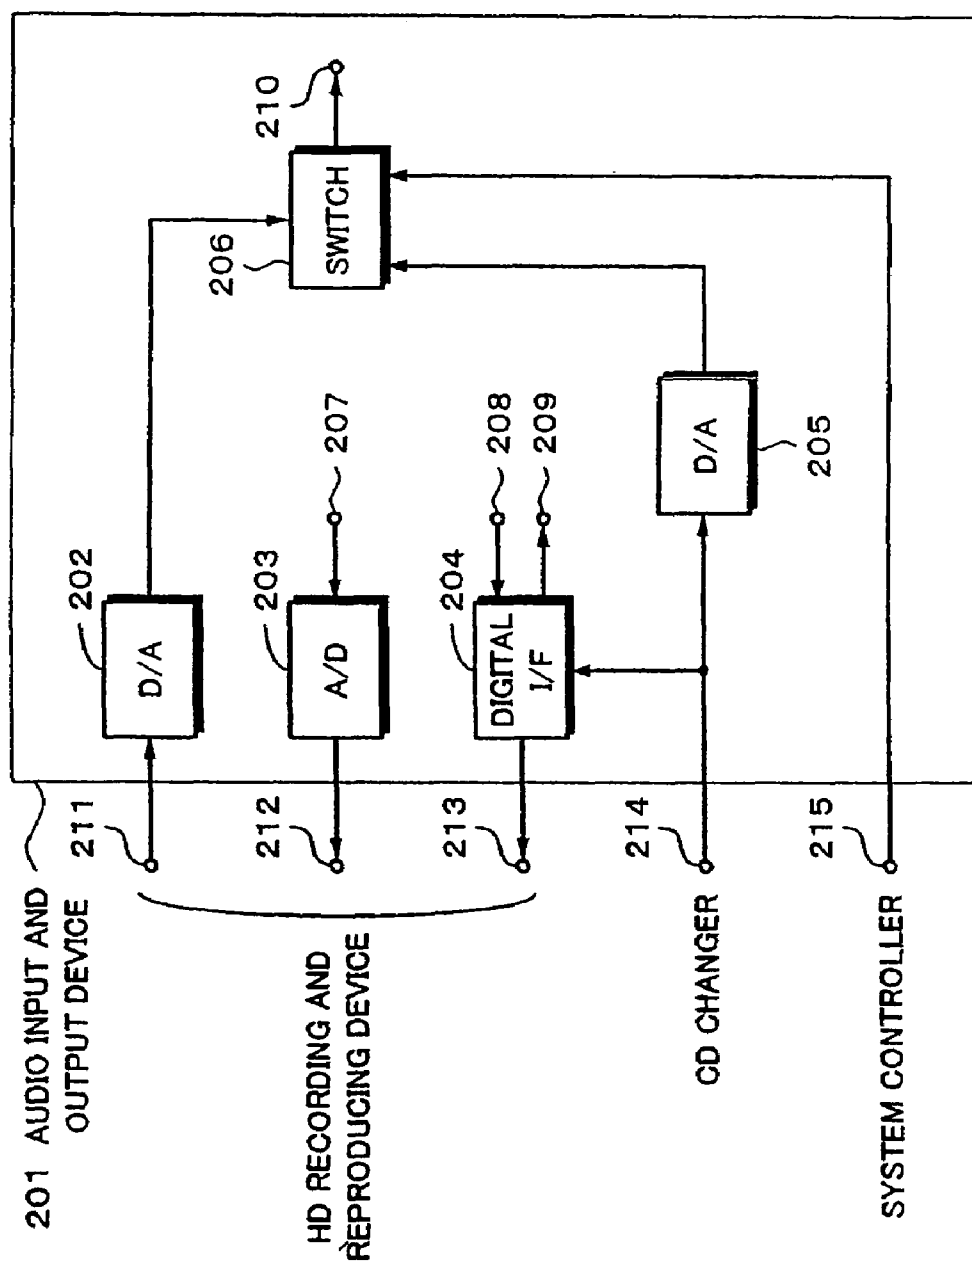 201 AUDIO INPUT AND
OUTPUT DEVICE
211
202
D/A
206
SWITCH
210
HD RECORDING AND
REPRODUCING DEVICE
212
203
A/D
207
213
204
DIGITAL
I/F
208
209
CD CHANGER
214
D/A
205
SYSTEM CONTROLLER
215